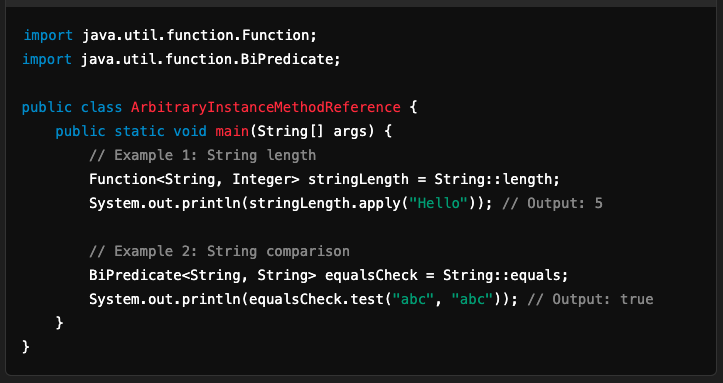 import java.util.function.Function;
import java.util.function.BiPredicate;

public class ArbitraryInstanceMethodReference {
    public static void main(String[] args) {
        // Example 1: String length
        Function<String, Integer> stringLength = String::length;
        System.out.println(stringLength.apply("Hello")); // Output: 5

        // Example 2: String comparison
        BiPredicate<String, String> equalsCheck = String::equals;
        System.out.println(equalsCheck.test("abc", "abc")); // Output: true
    }
}